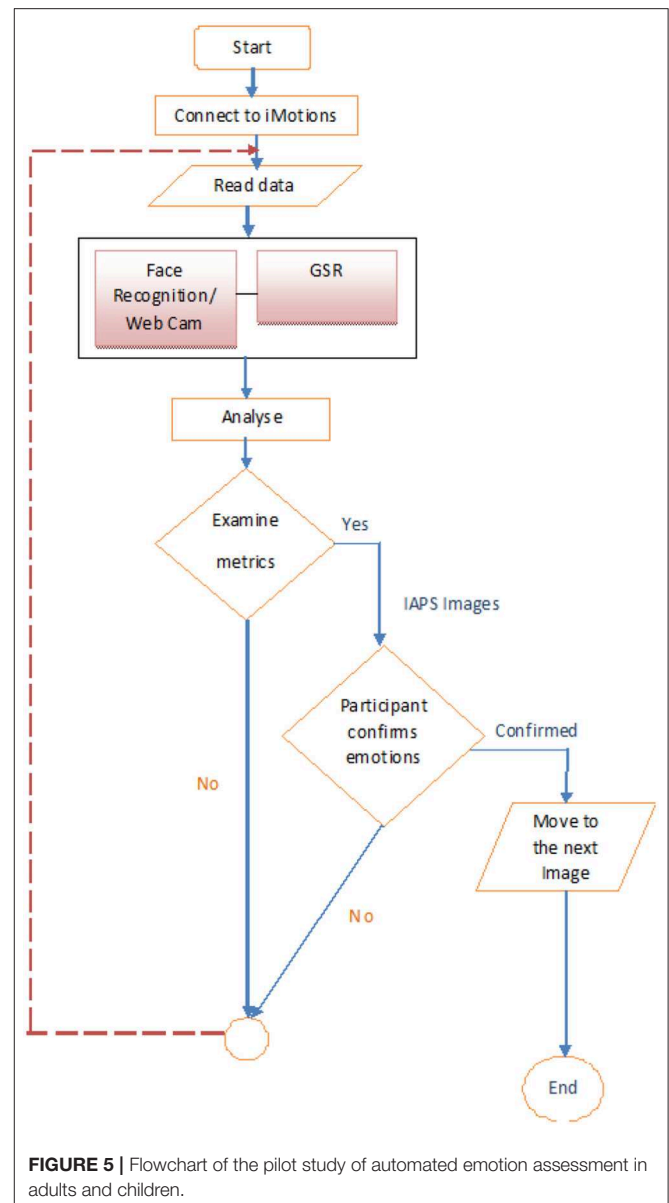 Start
Connect to iMotions
Read data
Face
Recognition/
Web Cam
GSR
Analyse
Examine
metrics
Yes
IAPS Images
Participant
confirms
emotions
Confirmed
No
Move to
the next
Image
No
End
FIGURE 5 | Flowchart of the pilot study of automated emotion assessment in
adults and children.